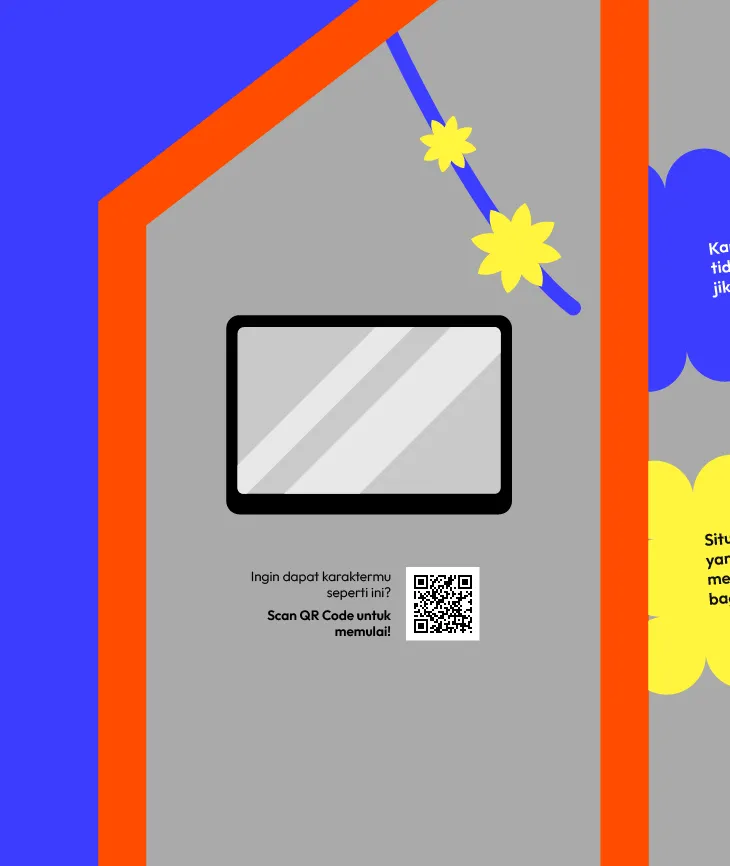 Ingin dapat karaktermu
seperti ini?
Scan QR Code untuk
memulai!